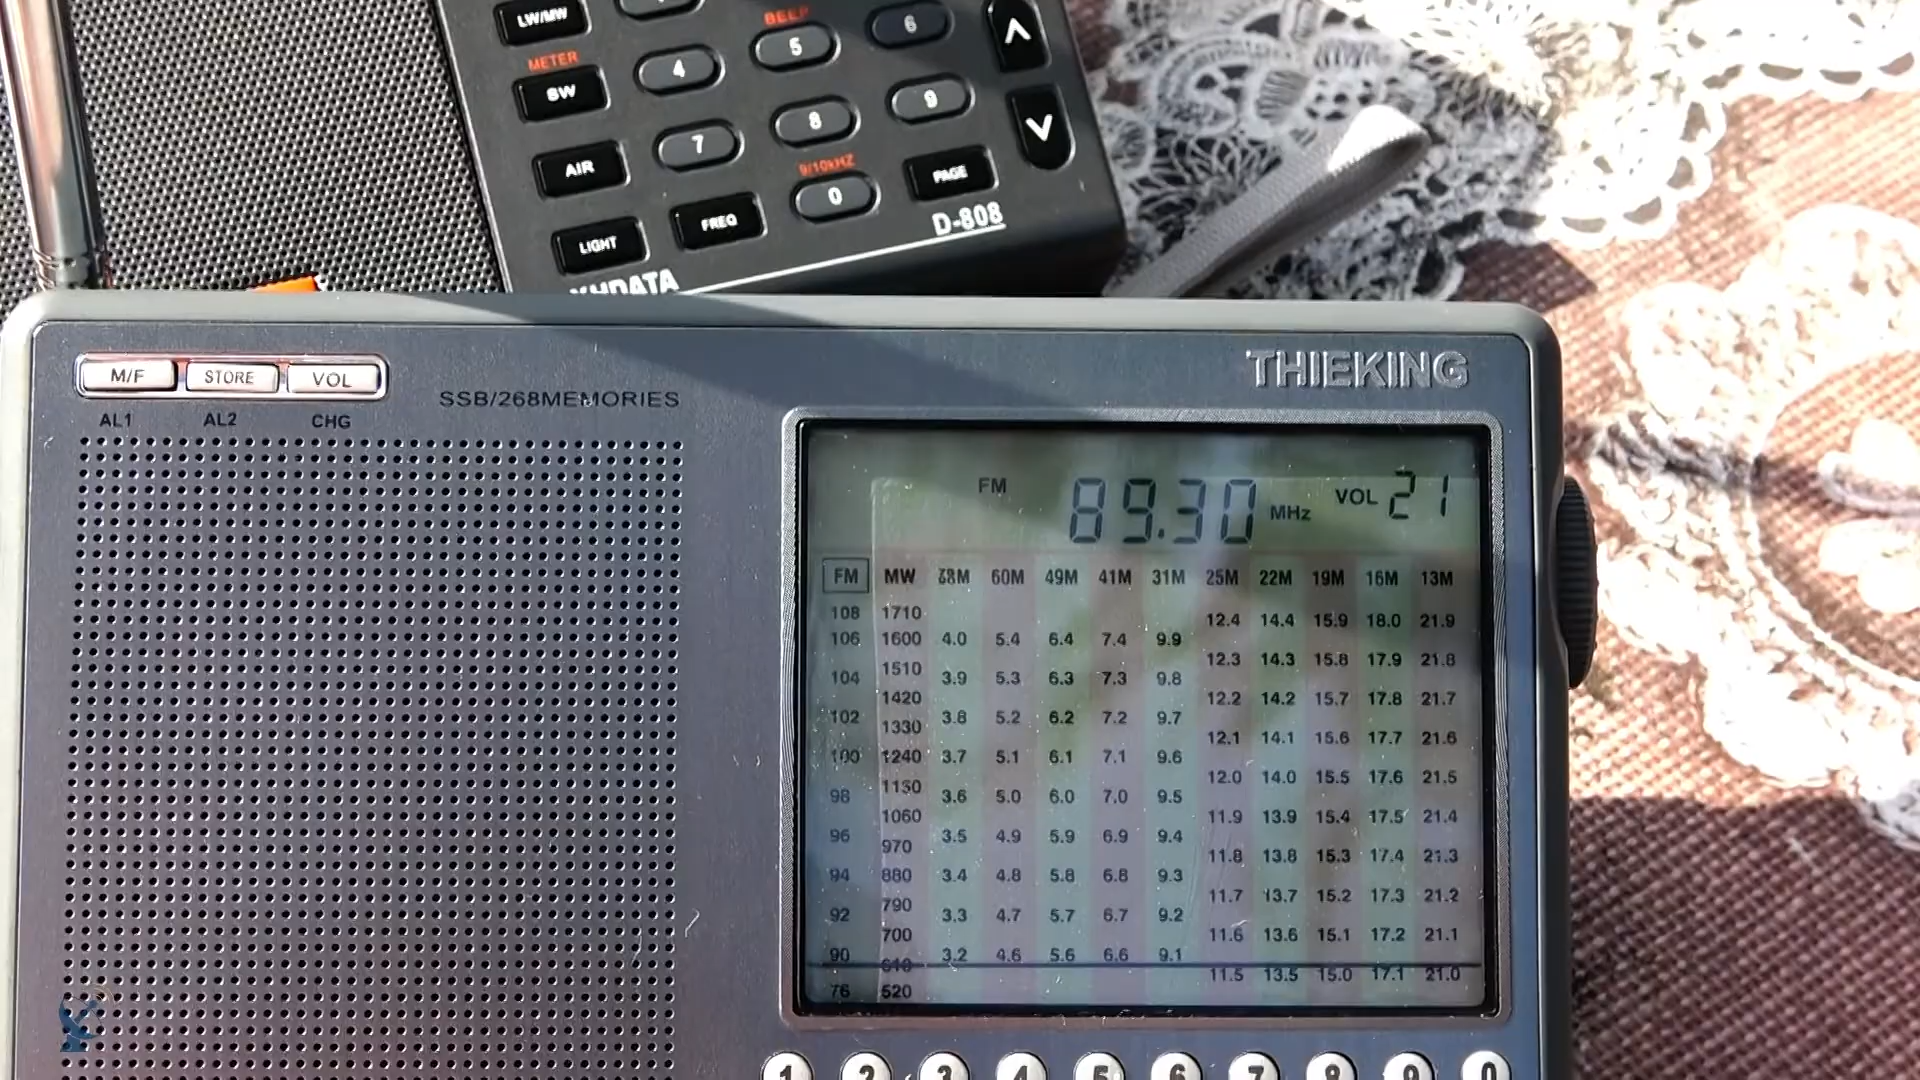 LW/MW
BEEP
6
METER
5
SW
4
9
8
7
AIR
9/10kHZ
0
PAGE
FREQ
LIGHT
D-808
XHDATA
THIEKING
M/F STORE VOL
SSB/268MEMORIES
AL1 AL2 CHG
FM 89.30 MHz VOL 21
FM MW 60M 49M 41M 31M 25M 22M 19M 16M 13M
108 1710 12.4 14.4 15.9 18.0 21.9
106 1600 4.0 5.4 6.4 7.4 9.9
1510 12.3 14.3 15.8 17.9 21.8
104 3.9 5.3 6.3 7.3 9.8
1420 12.2 14.2 15.7 17.8 21.7
102 3.8 5.2 6.2 7.2 9.7
1330 12.1 14.1 15.6 17.7 21.6
100 1240 3.7 5.1 6.1 7.1 9.6
1150 12.0 14.0 15.5 17.6 21.5
98 3.6 5.0 6.0 7.0 9.5
1060 11.9 13.9 15.4 17.5 21.4
96 3.5 4.9 5.9 6.9 9.4
970 11.8 13.8 15.3 17.4 21.3
94 880 3.4 4.8 5.8 6.8 9.3
790 11.7 13.7 15.2 17.3 21.2
92 3.3 4.7 5.7 6.7 9.2
700 11.6 13.6 15.1 17.2 21.1
90 3.2 4.6 5.6 6.6 9.1
610 11.5 13.5 15.0 17.1 21.0
76 520
1 2 3 4 5 6 7 8 9 0